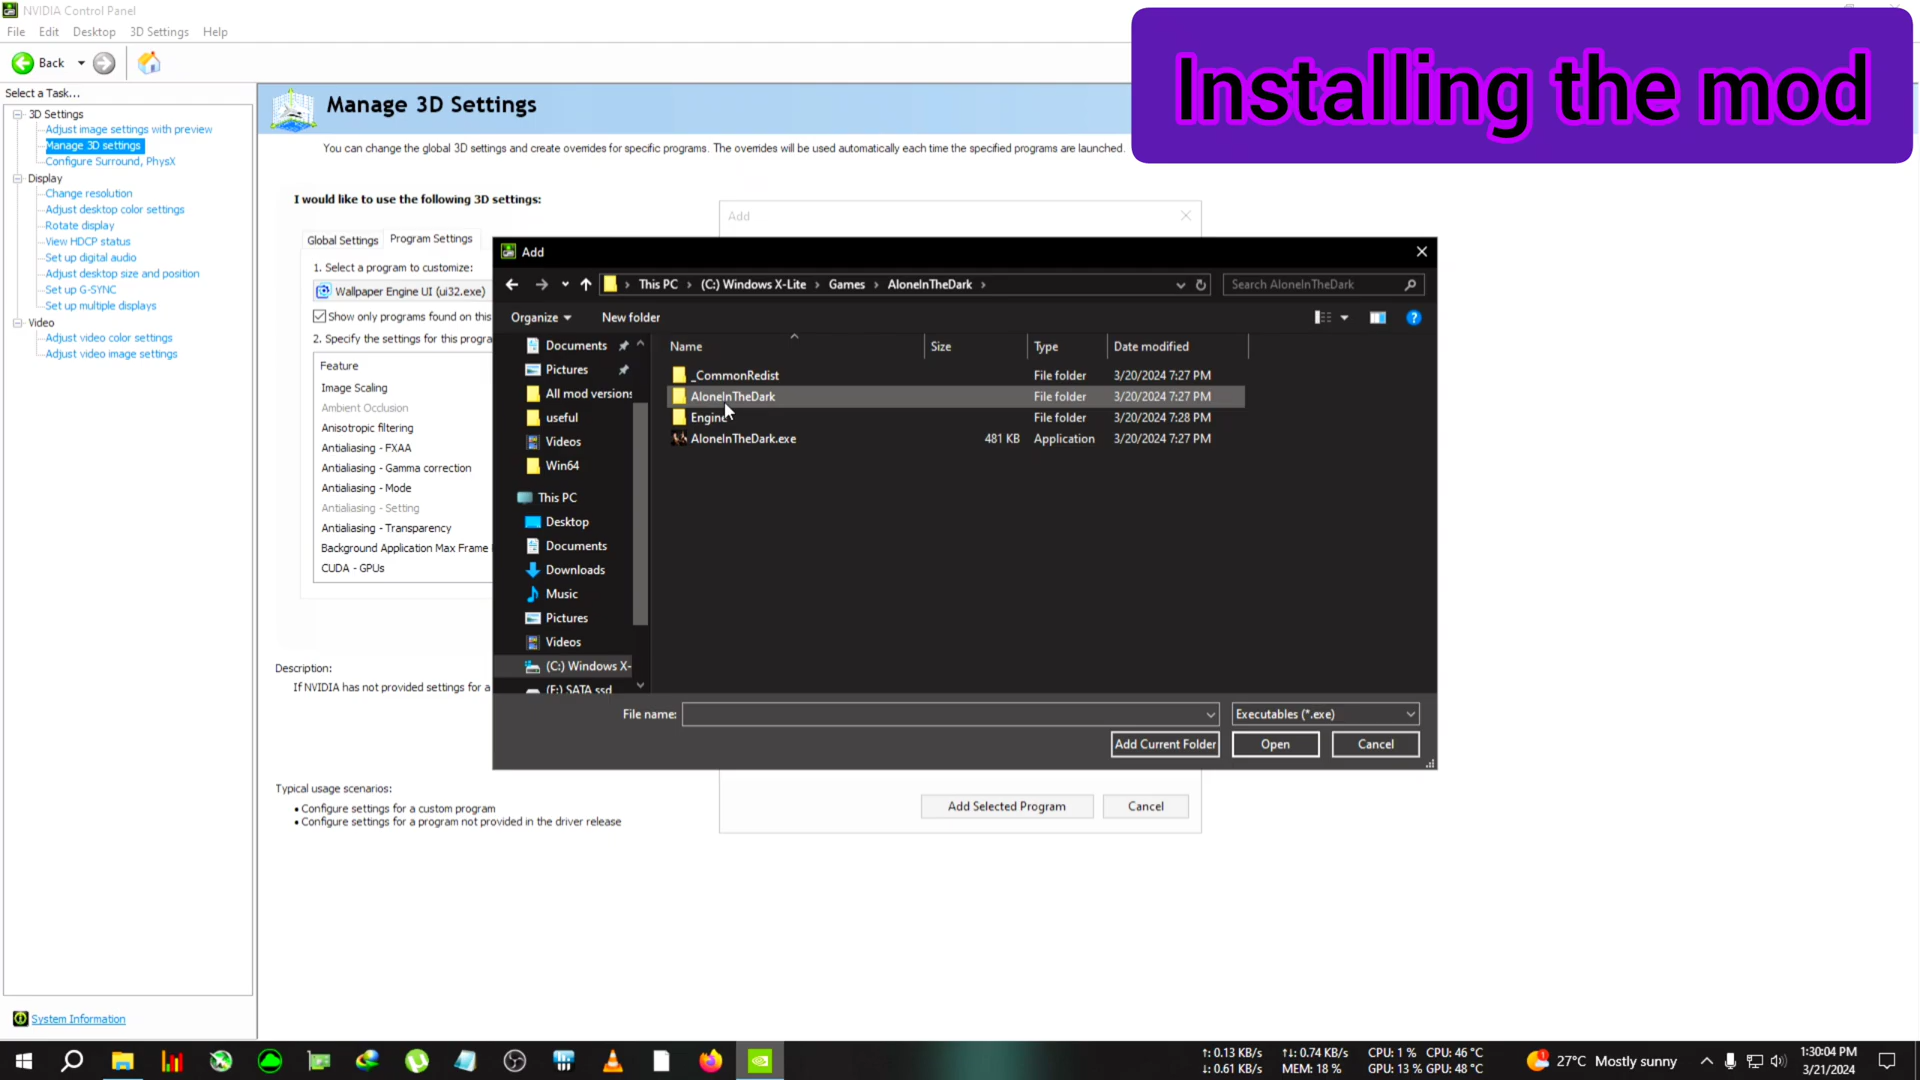 NVIDIA Control Panel
File Edit Desktop 3D Settings Help
Back
Installing the mod
Select a Task...
3D Settings
Adjust image settings with preview
Manage 3D settings
Configure Surround, PhysX
Display
Change resolution
Adjust desktop color settings
Rotate display
View HDCP status
Set up digital audio
Adjust desktop size and position
Set up G-SYNC
Set up multiple displays
Video
Adjust video color settings
Adjust video image settings
System Information
Manage 3D Settings
You can change the global 3D settings and create overrides for specific programs. The overrides will be used automatically each time the specified programs are launched.
I would like to use the following 3D settings:
Global Settings Program Settings
1. Select a program to customize:
Wallpaper Engine UI (ui32.exe)
Show only programs found on this
2. Specify the settings for this progra
Feature
Image Scaling
Ambient Occlusion
Anisotropic filtering
Antialiasing - FXAA
Antialiasing - Gamma correction
Antialiasing - Mode
Antialiasing - Setting
Antialiasing - Transparency
Background Application Max Frame
CUDA - GPUs
Description:
If NVIDIA has not provided settings for a
Typical usage scenarios:
• Configure settings for a custom program
• Configure settings for a program not provided in the driver release
Add
Add
This PC > (C:) Windows X-Lite > Games > AloneInTheDark >
Search AloneInTheDark
Organize New folder
Documents
Pictures
All mod versions
useful
Videos
Win64
This PC
Desktop
Documents
Downloads
Music
Pictures
Videos
(C:) Windows X-
(F:) SATA ssd
Name Size Type Date modified
_CommonRedist File folder 3/20/2024 7:27 PM
AloneInTheDark File folder 3/20/2024 7:27 PM
Engine File folder 3/20/2024 7:28 PM
AloneInTheDark.exe 481 KB Application 3/20/2024 7:27 PM
File name: Executables (*.exe)
Add Current Folder Open Cancel
Add Selected Program Cancel
↑: 0.13 KB/s ↑↓: 0.74 KB/s CPU: 1 % CPU: 46 °C
↓: 0.61 KB/s MEM: 18 % GPU: 13 % GPU: 48 °C
27°C Mostly sunny
1:30:04 PM
3/21/2024